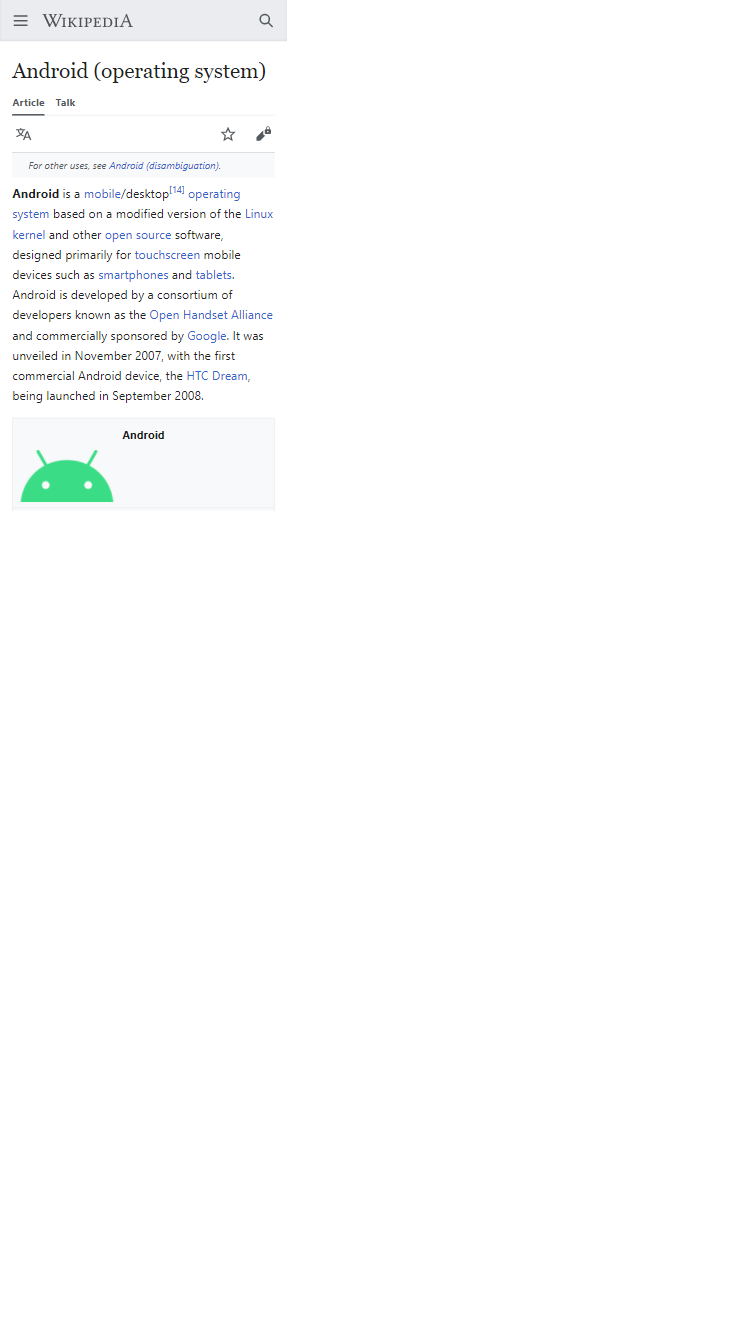 WIKIPEDIA
Android (operating system)
Article Talk
For other uses, see Android (disambiguation).
Android is a mobile/desktop[14] operating
system based on a modified version of the Linux
kernel and other open source software,
designed primarily for touchscreen mobile
devices such as smartphones and tablets.
Android is developed by a consortium of
developers known as the Open Handset Alliance
and commercially sponsored by Google. It was
unveiled in November 2007, with the first
commercial Android device, the HTC Dream,
being launched in September 2008.
Android